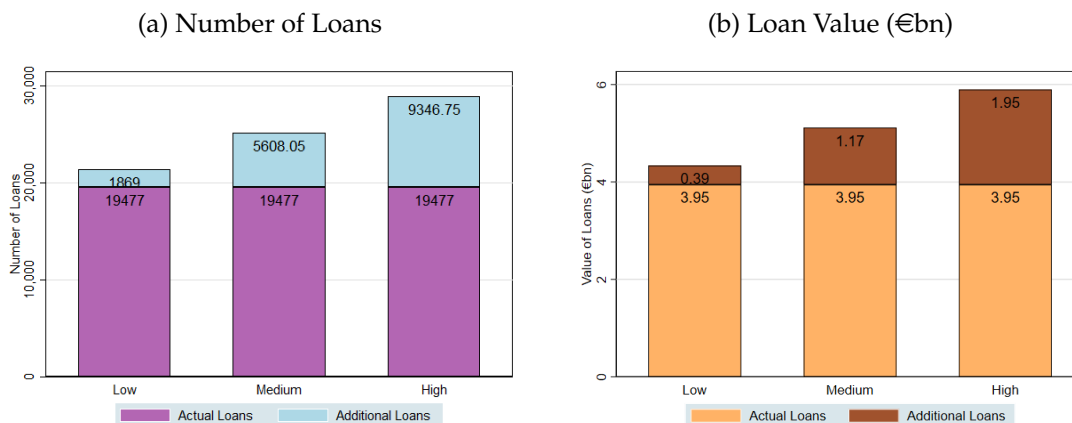 (a) Number of Loans
30,000
20,000
10,000
0
Number of Loans
1869
19477
5608.05
19477
9346.75
19477
Low Medium High
Actual Loans Additional Loans
(b) Loan Value (€bn)
6
4
2
0
Value of Loans (€bn)
0.39
3.95
1.17
3.95
1.95
3.95
Low Medium High
Actual Loans Additional Loans